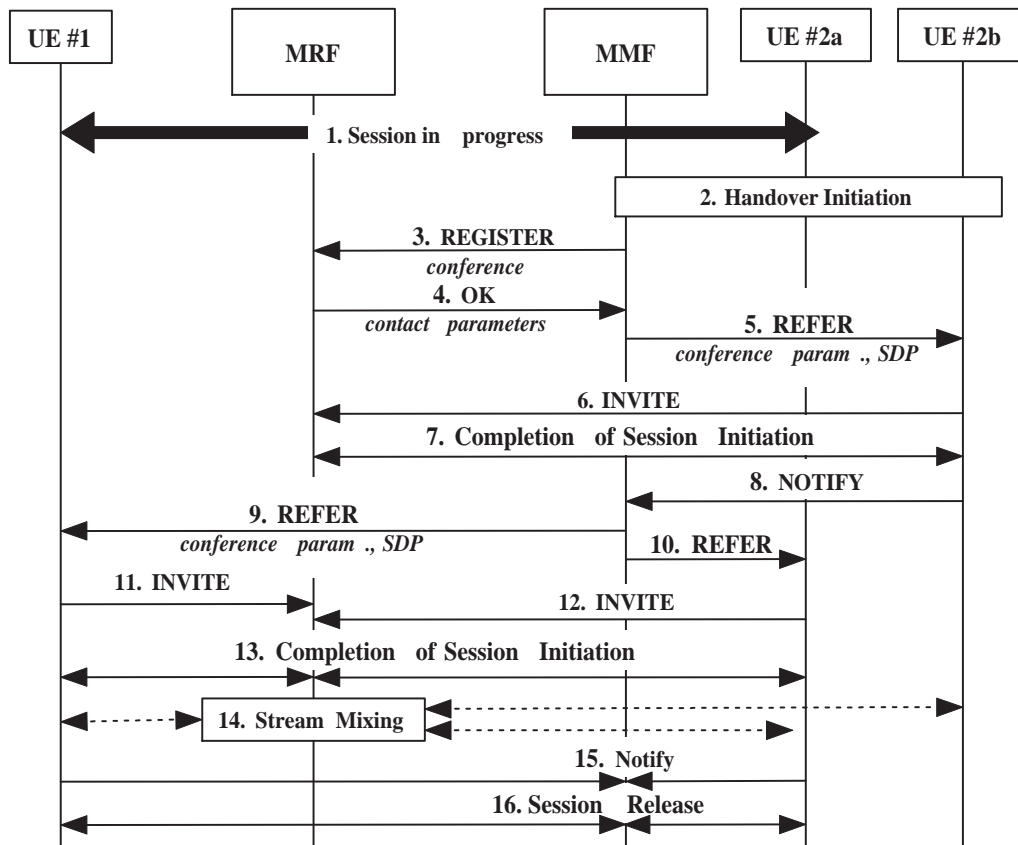 UE #1
MRF
MMF
UE #2a
UE #2b
1. Session in progress
2. Handover Initiation
3. REGISTER
conference
4. OK
contact parameters
5. REFER
conference param ., SDP
6. INVITE
7. Completion of Session Initiation
8. NOTIFY
9. REFER
conference param ., SDP
10. REFER
11. INVITE
12. INVITE
13. Completion of Session Initiation
14. Stream Mixing
15. Notify
16. Session Release